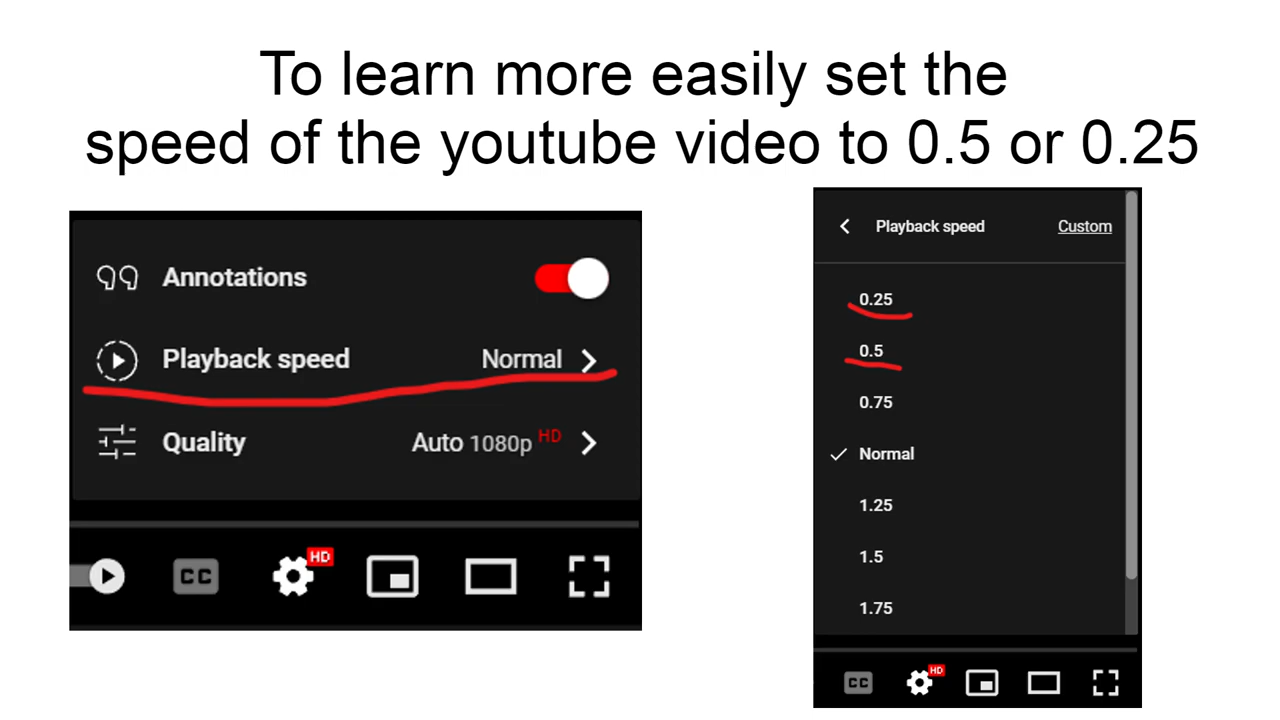 To learn more easily set the
speed of the youtube video to 0.5 or 0.25
Annotations
Playback speed Normal
Quality Auto 1080p HD
CC HD
Playback speed Custom
0.25
0.5
0.75
Normal
1.25
1.5
1.75
CC HD